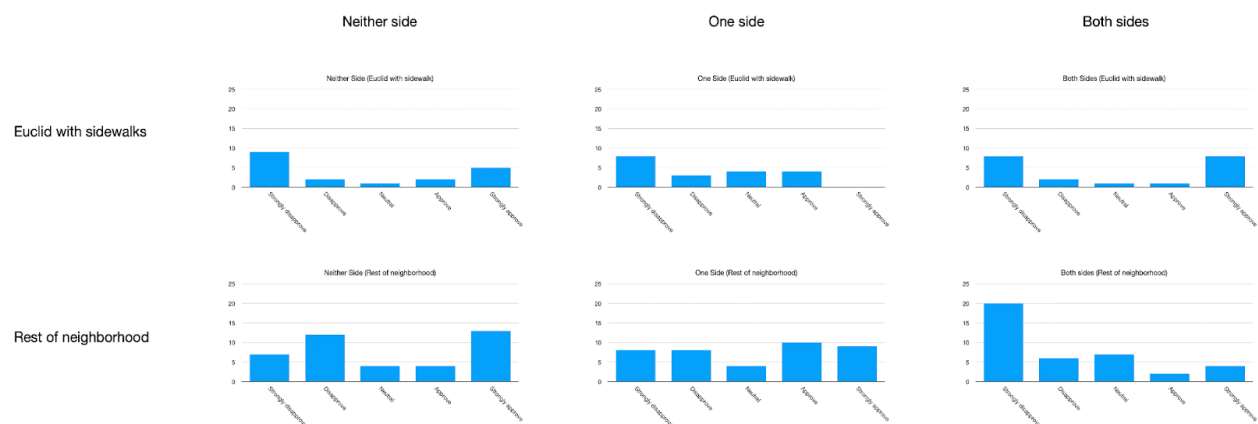 Neither side
One side
Both sides
Euclid with sidewalks
Neither Side (Euclid with sidewalk)
25
20
15
10
5
0
Strongly disapprove
Disapprove
Neutral
Approve
Strongly approve
One Side (Euclid with sidewalk)
25
20
15
10
5
0
Strongly disapprove
Disapprove
Neutral
Approve
Strongly approve
Both Sides (Euclid with sidewalk)
25
20
15
10
5
0
Strongly disapprove
Disapprove
Neutral
Approve
Strongly approve
Rest of neighborhood
Neither Side (Rest of neighborhood)
25
20
15
10
5
0
Strongly disapprove
Disapprove
Neutral
Approve
Strongly approve
One Side (Rest of neighborhood)
25
20
15
10
5
0
Strongly disapprove
Disapprove
Neutral
Approve
Strongly approve
Both sides (Rest of neighborhood)
25
20
15
10
5
0
Strongly disapprove
Disapprove
Neutral
Approve
Strongly approve